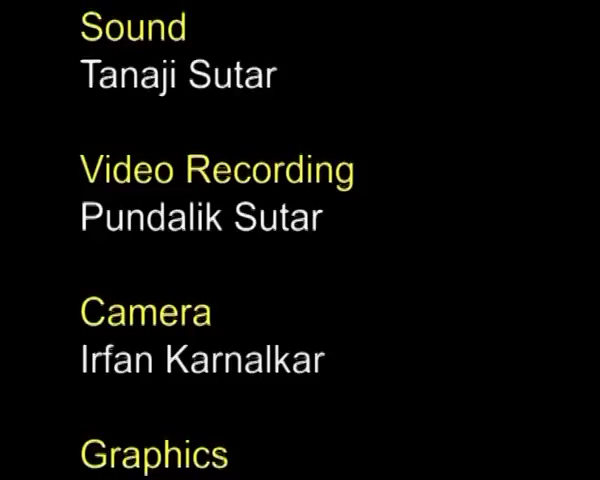 Sound
Tanaji Sutar
Video Recording
Pundalik Sutar
Camera
Irfan Karnalkar
Graphics